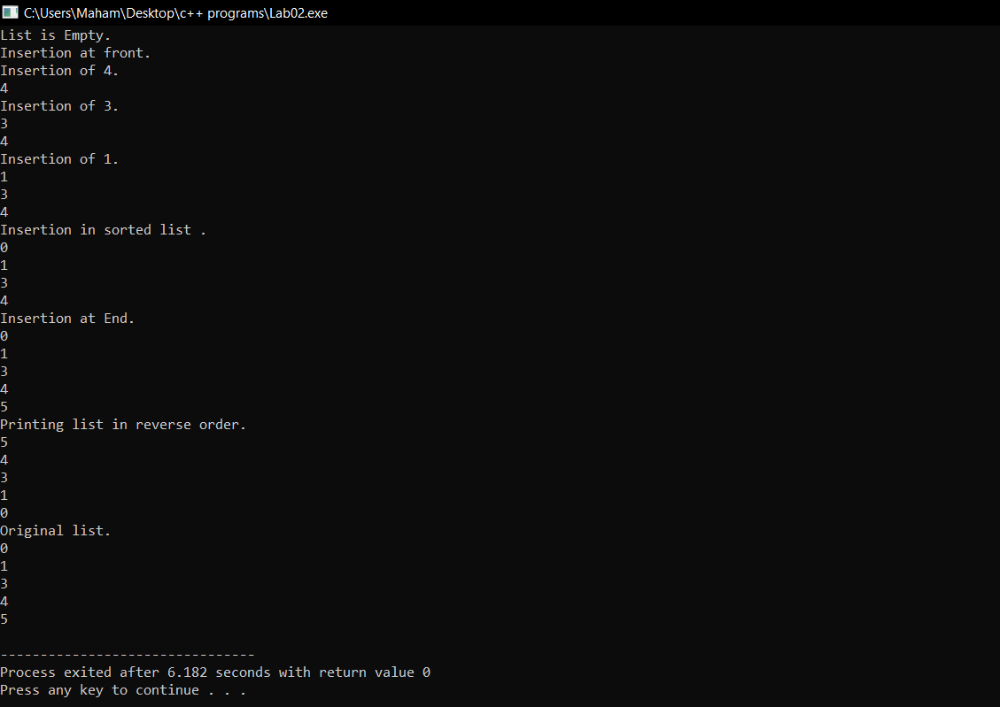 C:\Users\Maham\Desktop\c++ programs\Lab02.exe
List is Empty.
Insertion at front.
Insertion of 4.
4
Insertion of 3.
3
4
Insertion of 1.
1
3
4
Insertion in sorted list .
0
1
3
4
Insertion at End.
0
1
3
4
5
Printing list in reverse order.
5
4
3
1
0
Original list.
0
1
3
4
5
--------------------------------
Process exited after 6.182 seconds with return value 0
Press any key to continue . . .